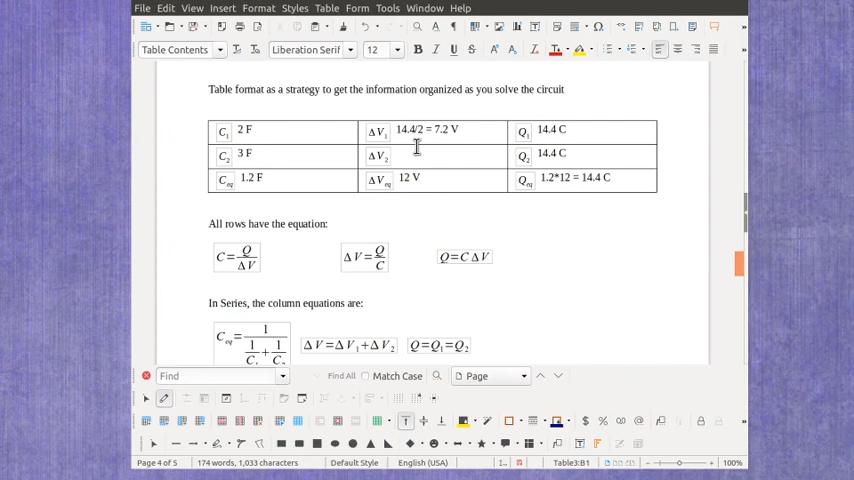 File Edit View Insert Format Styles Table Form Tools Window Help
Table Contents Liberation Serif 12
Table format as a strategy to get the information organized as you solve the circuit
C₁ 2 F ΔV₁ 14.4/2 = 7.2 V Q₁ 14.4 C
C₂ 3 F ΔV₂ Q₂ 14.4 C
C_eq 1.2 F ΔV_eq 12 V Q_eq 1.2*12 = 14.4 C
All rows have the equation:
C = Q/ΔV ΔV = Q/C Q = C ΔV
In Series, the column equations are:
C_eq = 1/(1/C₁ + 1/C₂) ΔV = ΔV₁ + ΔV₂ Q = Q₁ = Q₂
Find Find All Match Case Page
Page 4 of 5 174 words, 1,033 characters Default Style English (USA) Table3:B1 100%